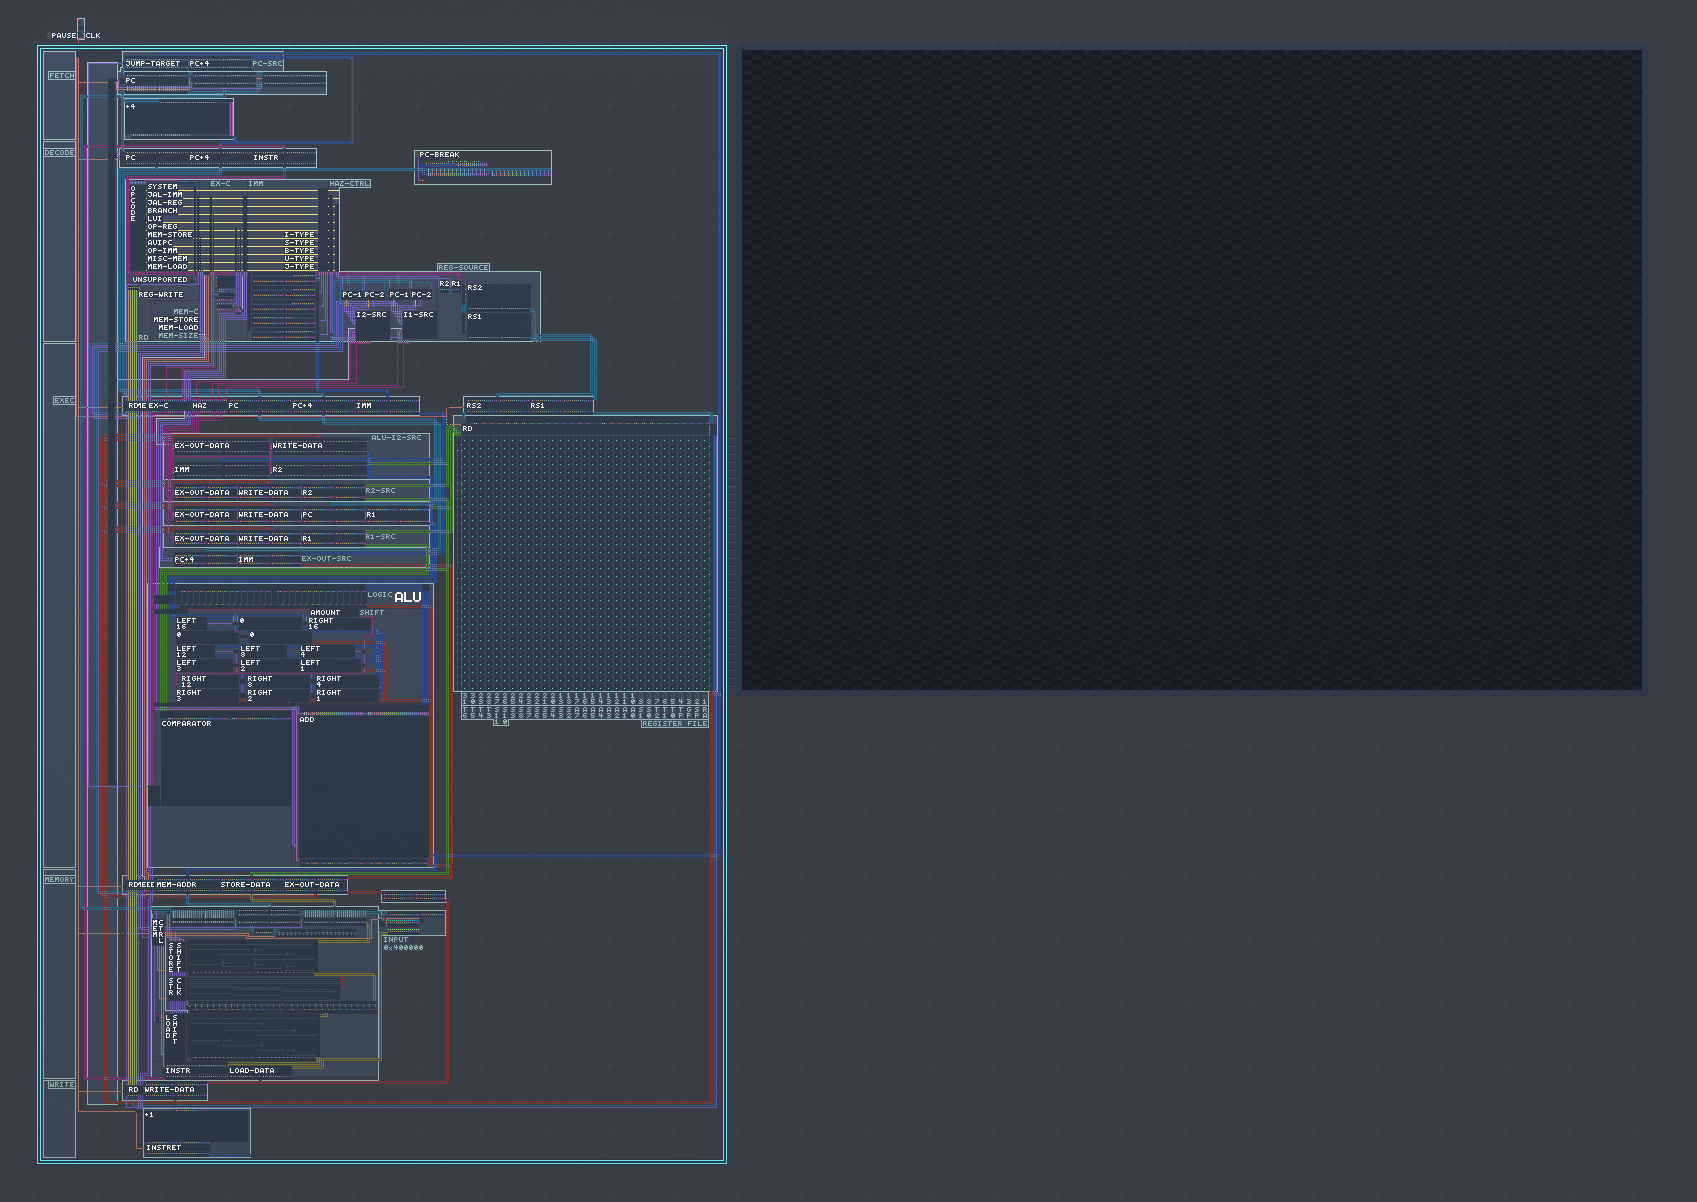 PAUSE CLK
JUMP-TARGET PC+4 PC-SRC
FETCH
PC
+4
DECODE
PC PC+4 INSTR
PC-BREAK
OPCODE
EX-C IMM HAZ-CTRL
SYSTEM
JAL-IMM
JAL-REG
BRANCH
LUI
OP-REG
MEM-STORE I-TYPE
AUIPC S-TYPE
OP-IMM B-TYPE
MISC-MEM U-TYPE
MEM-LOAD J-TYPE
UNSUPPORTED
REG-SOURCE
R2 R1
RS2
REG-WRITE
PC-1 PC-2 PC-1 PC-2
MEM-C
I2-SRC I1-SRC
RS1
MEM-STORE
MEM-LOAD
RD MEM-SIZE
EXEC
RDME EX-C HAZ PC PC+4 IMM
RS2 RS1
RD
ALU-I2-SRC
EX-OUT-DATA WRITE-DATA
IMM R2
EX-OUT-DATA WRITE-DATA R2 R2-SRC
EX-OUT-DATA WRITE-DATA PC R1
EX-OUT-DATA WRITE-DATA R1 R1-SRC
PC+4 IMM EX-OUT-SRC
LOGIC ALU
AMOUNT SHIFT
LEFT 0 RIGHT
16 16
0 0
LEFT LEFT LEFT
12 8 4
LEFT LEFT LEFT
3 2 1
RIGHT RIGHT RIGHT
12 8 4
RIGHT RIGHT RIGHT
3 2 1
COMPARATOR ADD
REGISTER FILE
MEMORY
RDMEEE MEM-ADDR STORE-DATA EX-OUT-DATA
MEM CTRL
INPUT
0x400000
STORE SHIFT
STR CLK
LOAD SHIFT
INSTR LOAD-DATA
WRITE
RD WRITE-DATA
+1
INSTRET